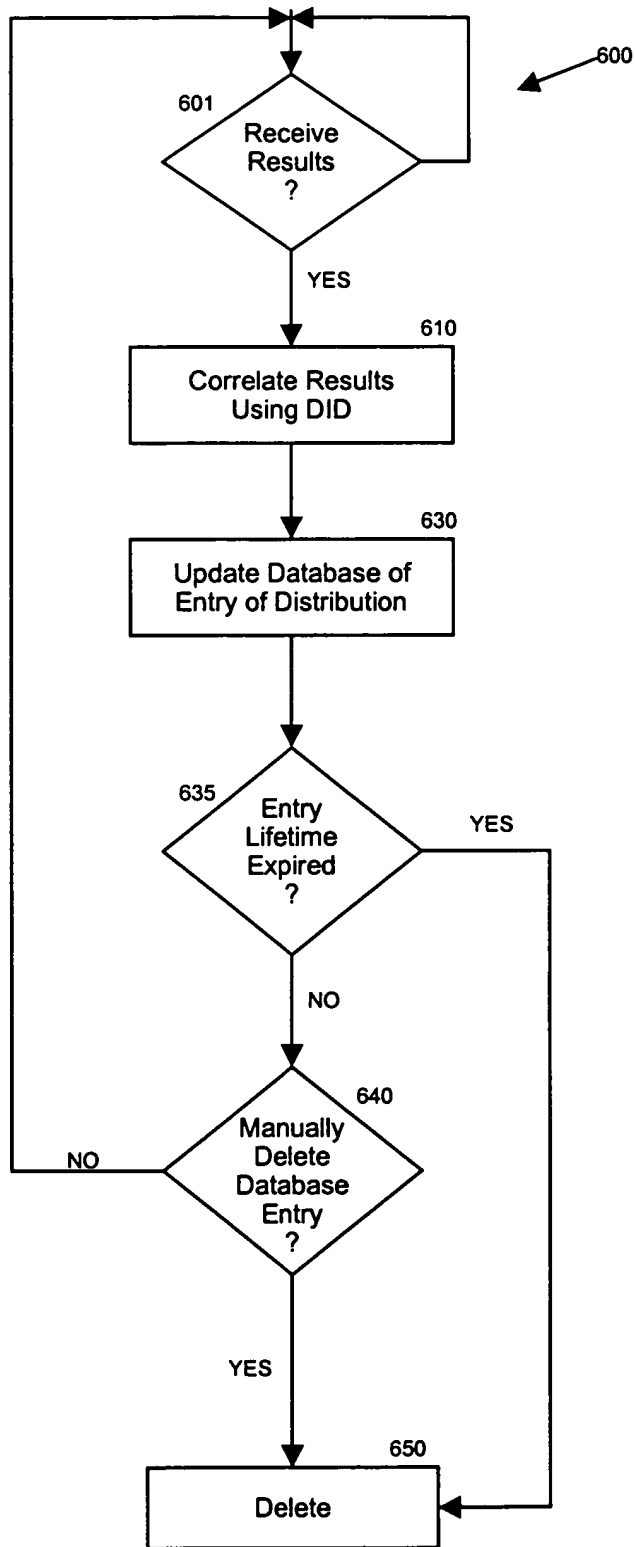 600
601
Receive
Results
?
YES
610
Correlate Results
Using DID
630
Update Database of
Entry of Distribution
635
Entry
Lifetime
Expired
?
YES
NO
640
Manually
Delete
Database
Entry
?
NO
YES
650
Delete